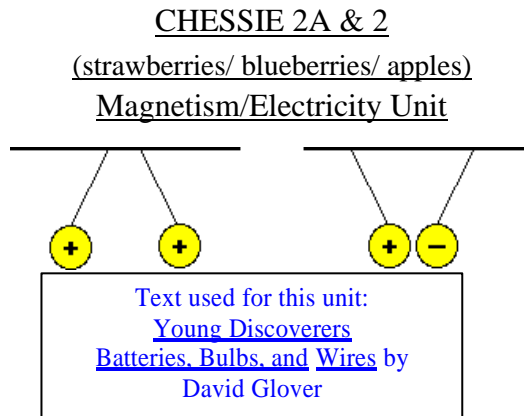 CHESSIE 2A & 2
(strawberries/ blueberries/ apples)
Magnetism/Electricity Unit
+ + + −
Text used for this unit:
Young Discoverers
Batteries, Bulbs, and Wires by
David Glover